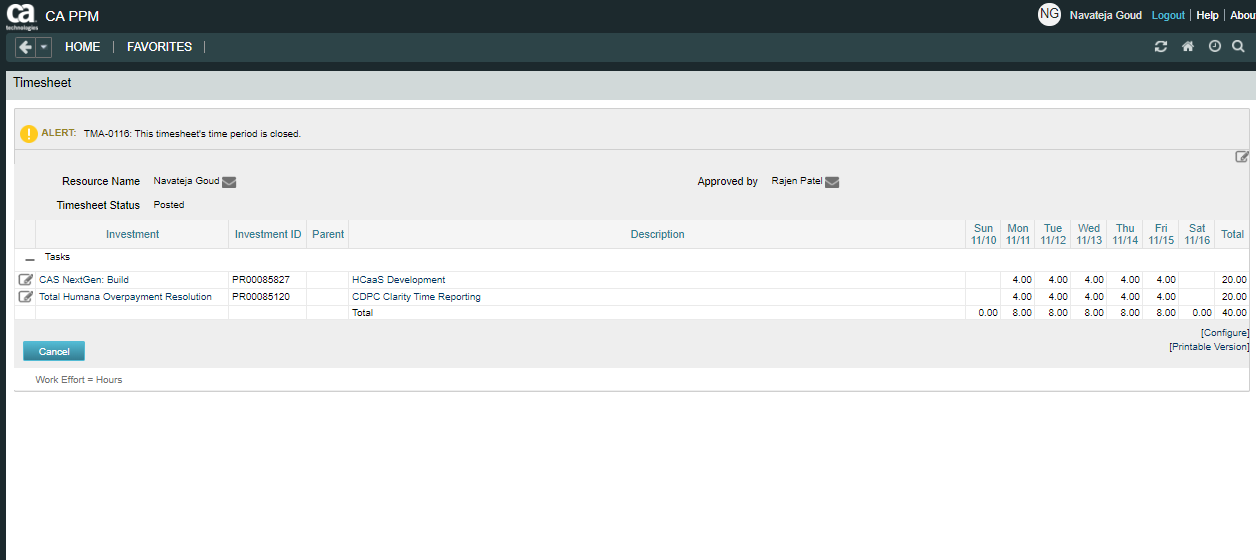 ca
technologies
CA PPM
NG Navateja Goud Logout Help Abou
HOME FAVORITES
Timesheet
ALERT: TMA-0116: This timesheet's time period is closed.
Resource Name Navateja Goud Approved by Rajen Patel
Timesheet Status Posted
Investment Investment ID Parent Description Sun 11/10 Mon 11/11 Tue 11/12 Wed 11/13 Thu 11/14 Fri 11/15 Sat 11/16 Total
Tasks
CAS NextGen: Build PR00085827 HCaaS Development 4.00 4.00 4.00 4.00 4.00 20.00
Total Humana Overpayment Resolution PR00085120 CDPC Clarity Time Reporting 4.00 4.00 4.00 4.00 4.00 20.00
Total 0.00 8.00 8.00 8.00 8.00 8.00 0.00 40.00
[Configure]
Cancel [Printable Version]
Work Effort = Hours